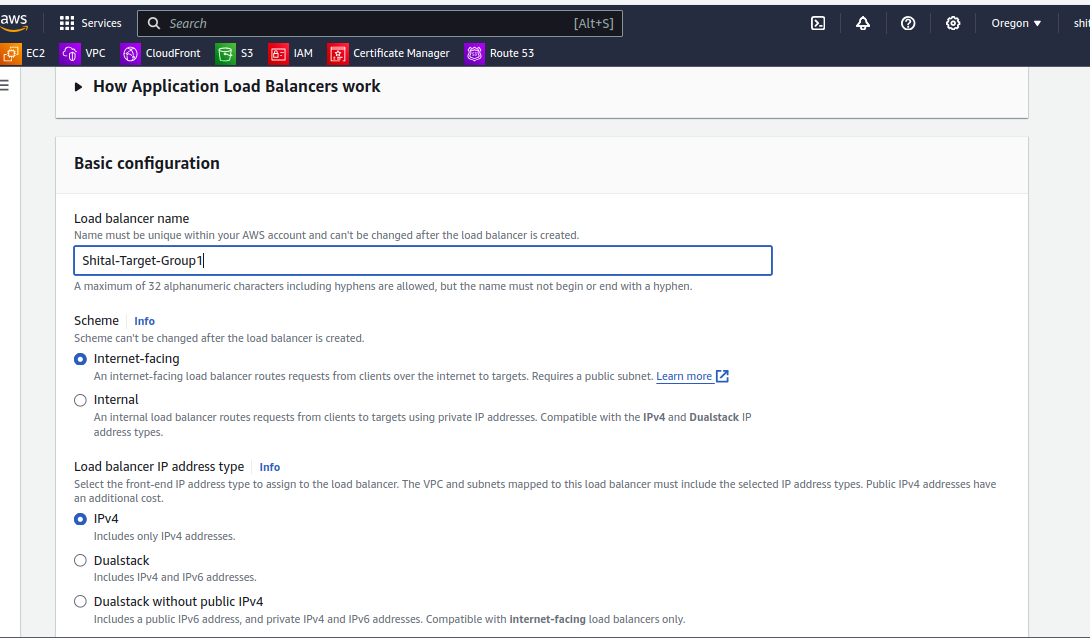 aws
Services
Search
[Alt+S]
Oregon
EC2
VPC
CloudFront
S3
IAM
Certificate Manager
Route 53
How Application Load Balancers work
Basic configuration
Load balancer name
Name must be unique within your AWS account and can't be changed after the load balancer is created.
Shital-Target-Group1
A maximum of 32 alphanumeric characters including hyphens are allowed, but the name must not begin or end with a hyphen.
Scheme Info
Scheme can't be changed after the load balancer is created.
Internet-facing
An internet-facing load balancer routes requests from clients over the internet to targets. Requires a public subnet. Learn more
Internal
An internal load balancer routes requests from clients to targets using private IP addresses. Compatible with the IPv4 and Dualstack IP
address types.
Load balancer IP address type Info
Select the front-end IP address type to assign to the load balancer. The VPC and subnets mapped to this load balancer must include the selected IP address types. Public IPv4 addresses have
an additional cost.
IPv4
Includes only IPv4 addresses.
Dualstack
Includes IPv4 and IPv6 addresses.
Dualstack without public IPv4
Includes a public IPv6 address, and private IPv4 and IPv6 addresses. Compatible with internet-facing load balancers only.